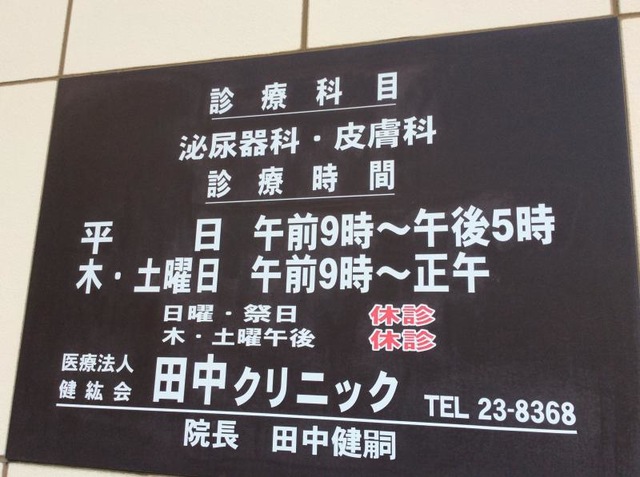 診療科目
泌尿器科・皮膚科
診療時間
平日 午前9時～午後5時
木・土曜日 午前9時～正午
日曜・祭日 休診
木・土曜午後 休診
医療法人
健紘会 田中クリニック TEL 23-8368
院長 田中健嗣